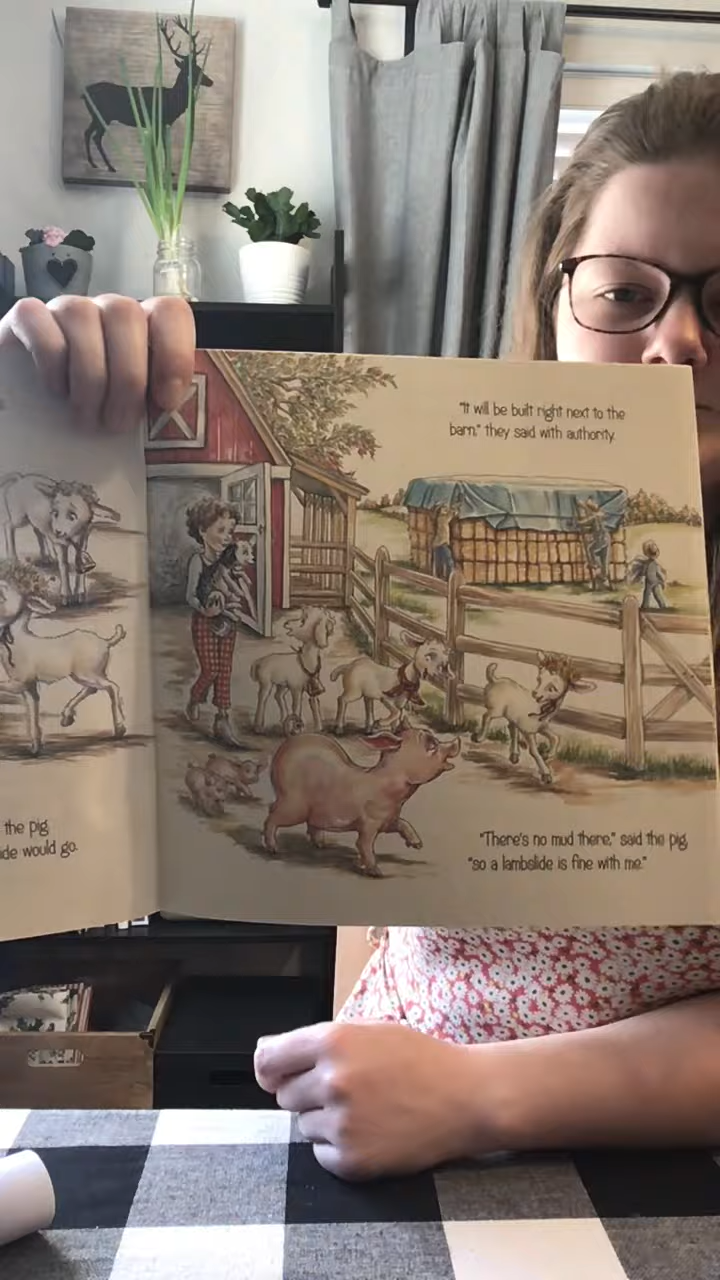 "It will be built right next to the
barn," they said with authority.
the pig,
ide would go.
"There's no mud there," said the pig,
"so a lambslide is fine with me."